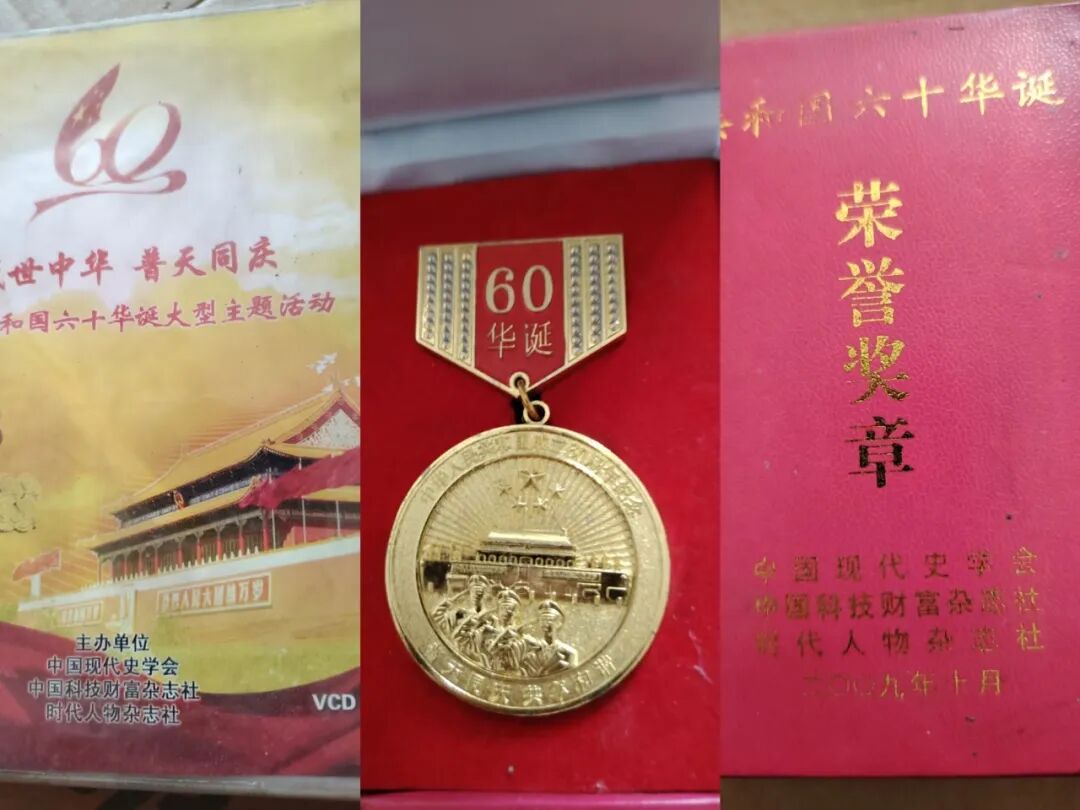 60
世中华 普天同庆
和国六十华诞大型主题活动
主办单位
中国现代史学会
中国科技财富杂志社
时代人物杂志社
VCD
60
华诞
和国六十华诞
荣誉奖章
中国现代史学会
中国科技财富杂志社
时代人物杂志社
二〇〇九年十月